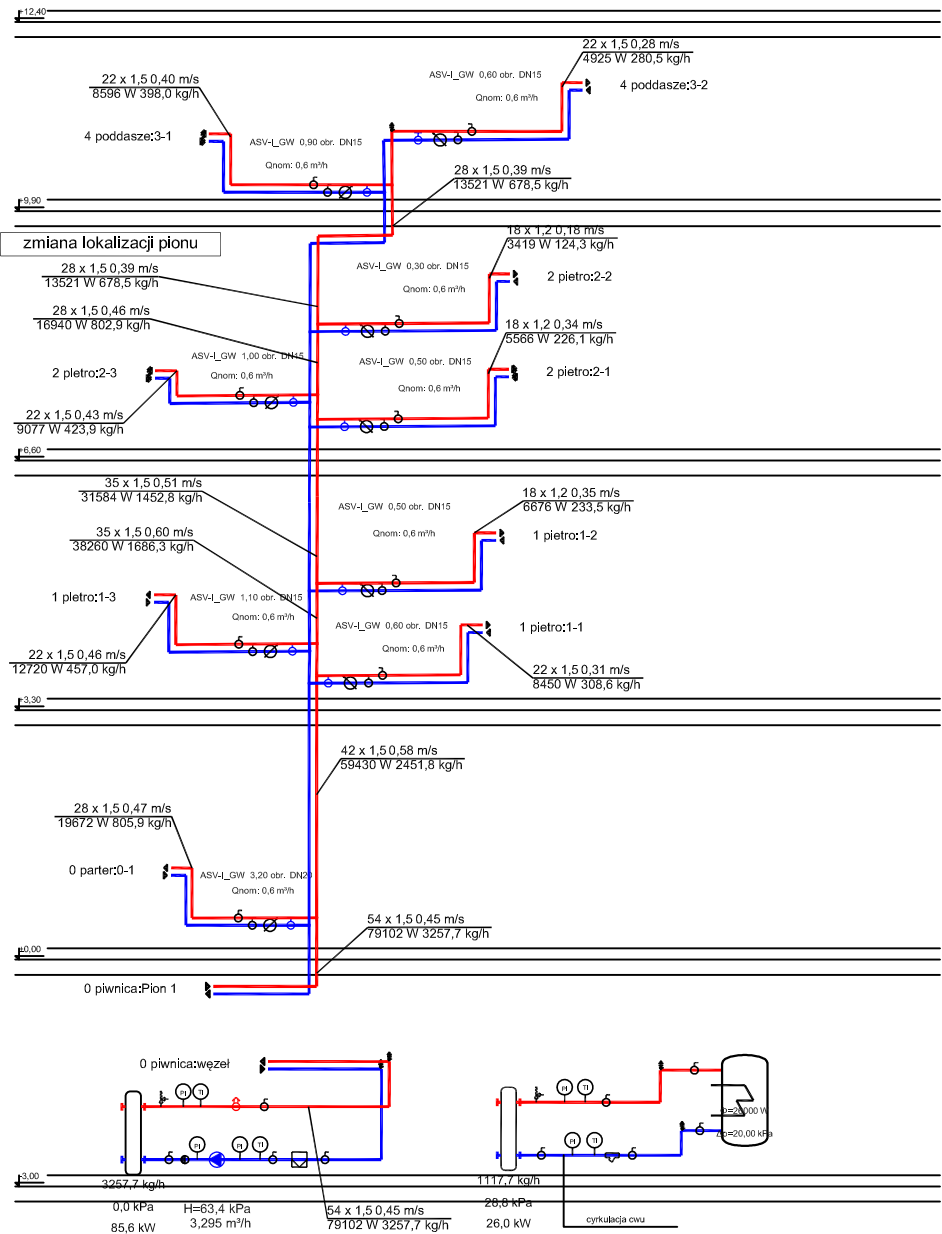 +12,40
22 x 1,5 0,28 m/s
4925 W 280,5 kg/h
ASV-I_GW 0,60 obr. DN15
Qnom: 0,6 m³/h
4 poddasze:3-2
22 x 1,5 0,40 m/s
8596 W 398,0 kg/h
4 poddasze:3-1
ASV-I_GW 0,90 obr. DN15
Qnom: 0,6 m³/h
28 x 1,5 0,39 m/s
13521 W 678,5 kg/h
+9,90
zmiana lokalizacji pionu
18 x 1,2 0,18 m/s
3419 W 124,3 kg/h
28 x 1,5 0,39 m/s
13521 W 678,5 kg/h
ASV-I_GW 0,30 obr. DN15
Qnom: 0,6 m³/h
2 pietro:2-2
28 x 1,5 0,46 m/s
16940 W 802,9 kg/h
18 x 1,2 0,34 m/s
5566 W 226,1 kg/h
ASV-I_GW 1,00 obr. DN15
Qnom: 0,6 m³/h
ASV-I_GW 0,50 obr. DN15
Qnom: 0,6 m³/h
2 pietro:2-3
2 pietro:2-1
22 x 1,5 0,43 m/s
9077 W 423,9 kg/h
+6,60
35 x 1,5 0,51 m/s
31584 W 1452,8 kg/h
18 x 1,2 0,35 m/s
6676 W 233,5 kg/h
ASV-I_GW 0,50 obr. DN15
Qnom: 0,6 m³/h
1 pietro:1-2
35 x 1,5 0,60 m/s
38260 W 1686,3 kg/h
1 pietro:1-3
ASV-I_GW 1,10 obr. DN15
Qnom: 0,6 m³/h
ASV-I_GW 0,60 obr. DN15
Qnom: 0,6 m³/h
1 pietro:1-1
22 x 1,5 0,46 m/s
12720 W 457,0 kg/h
22 x 1,5 0,31 m/s
8450 W 308,6 kg/h
+3,30
42 x 1,5 0,58 m/s
59430 W 2451,8 kg/h
28 x 1,5 0,47 m/s
19672 W 805,9 kg/h
0 parter:0-1
ASV-I_GW 3,20 obr. DN20
Qnom: 0,6 m³/h
54 x 1,5 0,45 m/s
79102 W 3257,7 kg/h
±0,00
0 piwnica:Pion 1
0 piwnica:węzeł
PI TI
PI TI
PI PI TI
PI TI
Φ=26000 W
Δp=20,00 kPa
-3,00
3257,7 kg/h
0,0 kPa
85,6 kW
H=63,4 kPa
3,295 m³/h
54 x 1,5 0,45 m/s
79102 W 3257,7 kg/h
1117,7 kg/h
28,8 kPa
26,0 kW
cyrkulacja cwu